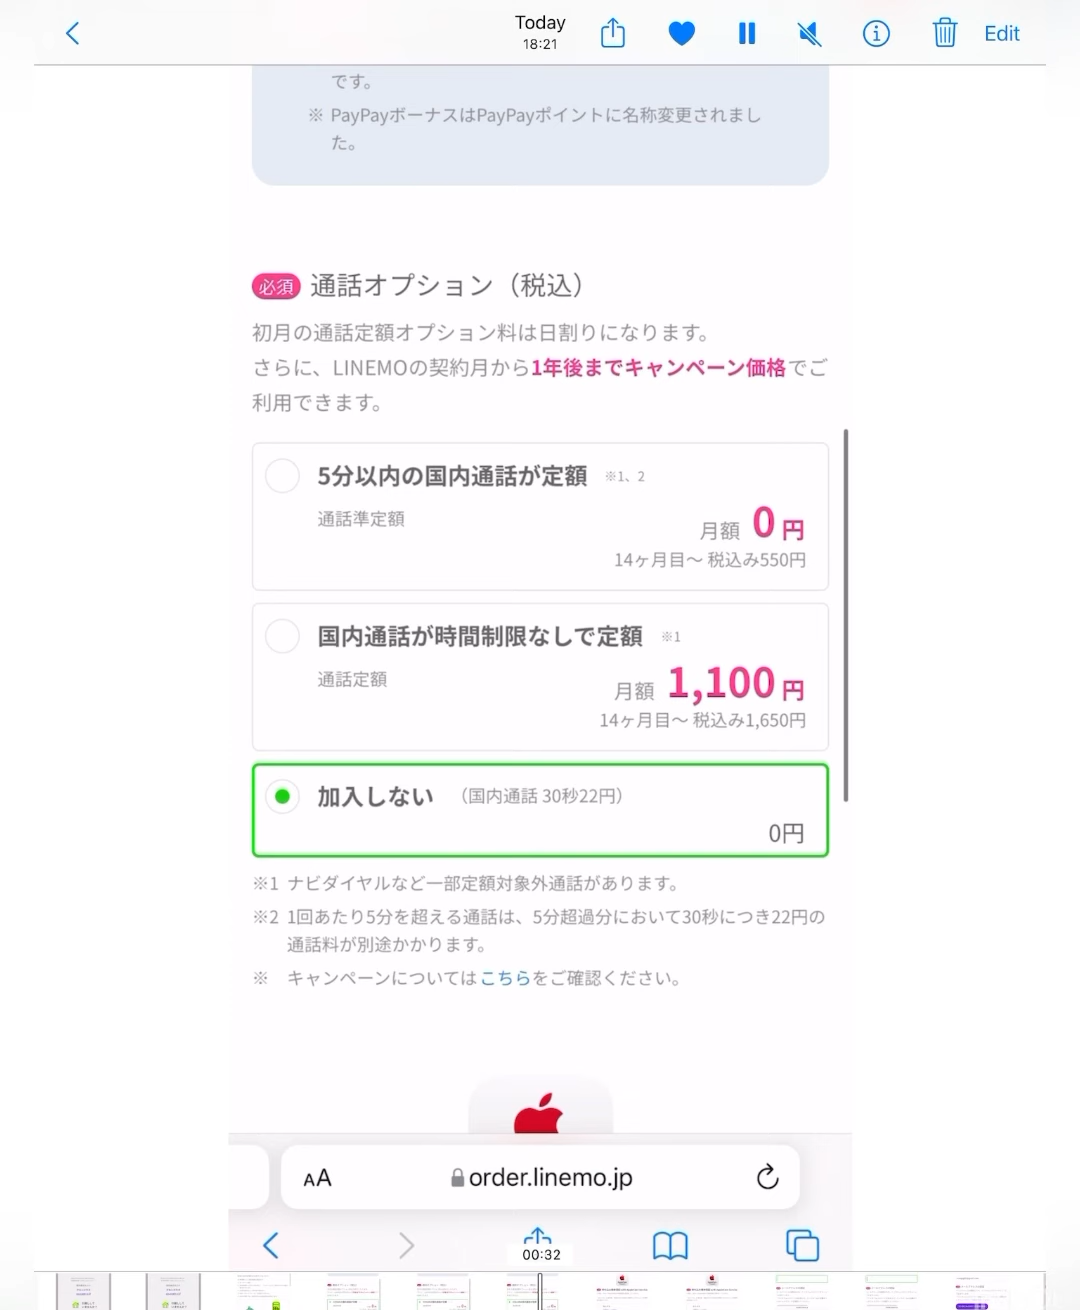 Today
18:21
Edit
です。
※ PayPayボーナスはPayPayポイントに名称変更されまし
た。
必須 通話オプション（税込）
初月の通話定額オプション料は日割りになります。
さらに、LINEMOの契約月から1年後までキャンペーン価格でご
利用できます。
5分以内の国内通話が定額 ※1、2
通話準定額
月額 0円
14ヶ月目〜 税込み550円
国内通話が時間制限なしで定額 ※1
通話定額
月額 1,100円
14ヶ月目〜 税込み1,650円
加入しない （国内通話 30秒22円）
0円
※1 ナビダイヤルなど一部定額対象外通話があります。
※2 1回あたり5分を超える通話は、5分超過分において30秒につき22円の
通話料が別途かかります。
※ キャンペーンについてはこちらをご確認ください。
AA order.linemo.jp
00:32